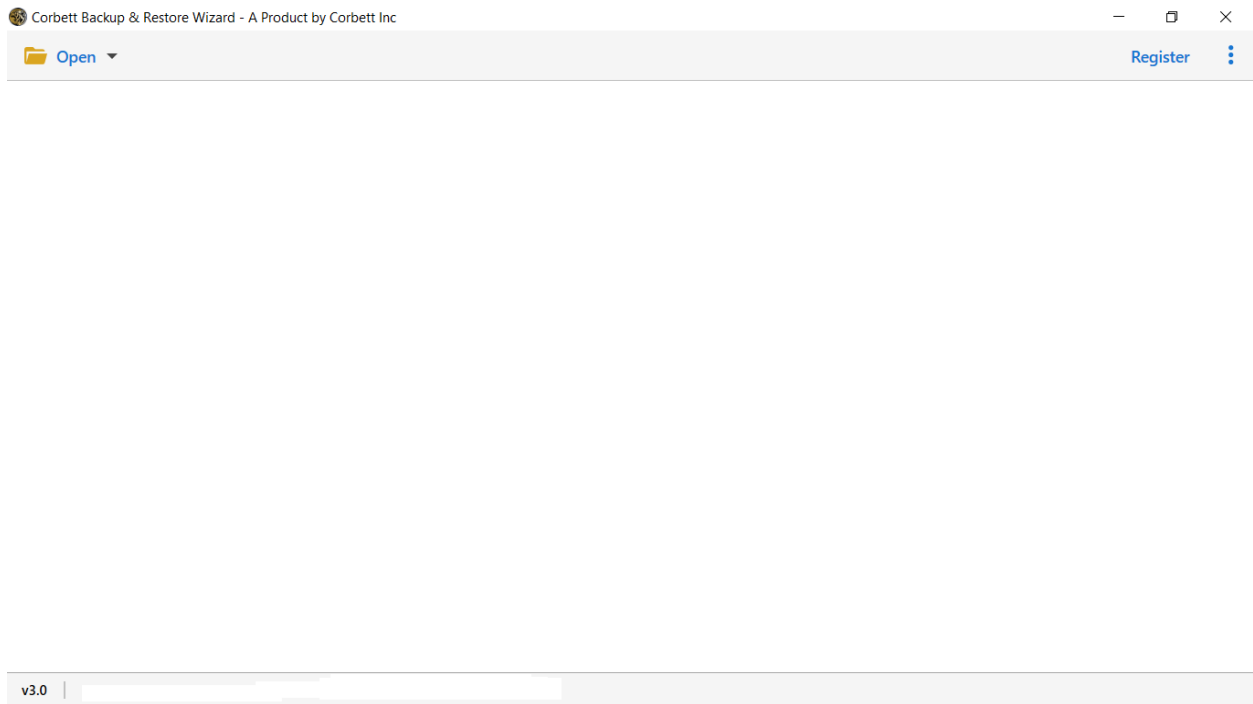 Corbett Backup & Restore Wizard - A Product by Corbett Inc
Open
Register
v3.0